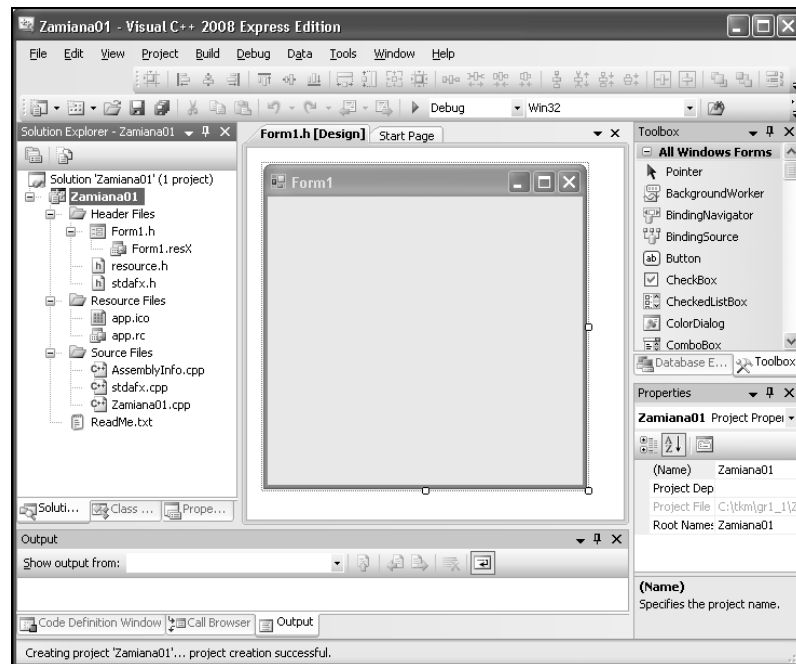 Zamiana01 - Visual C++ 2008 Express Edition
File Edit View Project Build Debug Data Tools Window Help
Debug Win32
Solution Explorer - Zamiana01
Solution 'Zamiana01' (1 project)
Zamiana01
Header Files
Form1.h
Form1.resX
resource.h
stdafx.h
Resource Files
app.ico
app.rc
Source Files
AssemblyInfo.cpp
stdafx.cpp
Zamiana01.cpp
ReadMe.txt
Soluti... Class ... Prope...
Form1.h [Design] Start Page
Form1
Toolbox
All Windows Forms
Pointer
BackgroundWorker
BindingNavigator
BindingSource
ab Button
CheckBox
CheckedListBox
ColorDialog
ComboBox
Database E... Toolbox
Properties
Zamiana01 Project Proper
(Name) Zamiana01
Project Dep
Project File C:\tkm\gr1_1\Z
Root Name: Zamiana01
(Name)
Specifies the project name.
Output
Show output from:
Code Definition Window Call Browser Output
Creating project 'Zamiana01'... project creation successful.